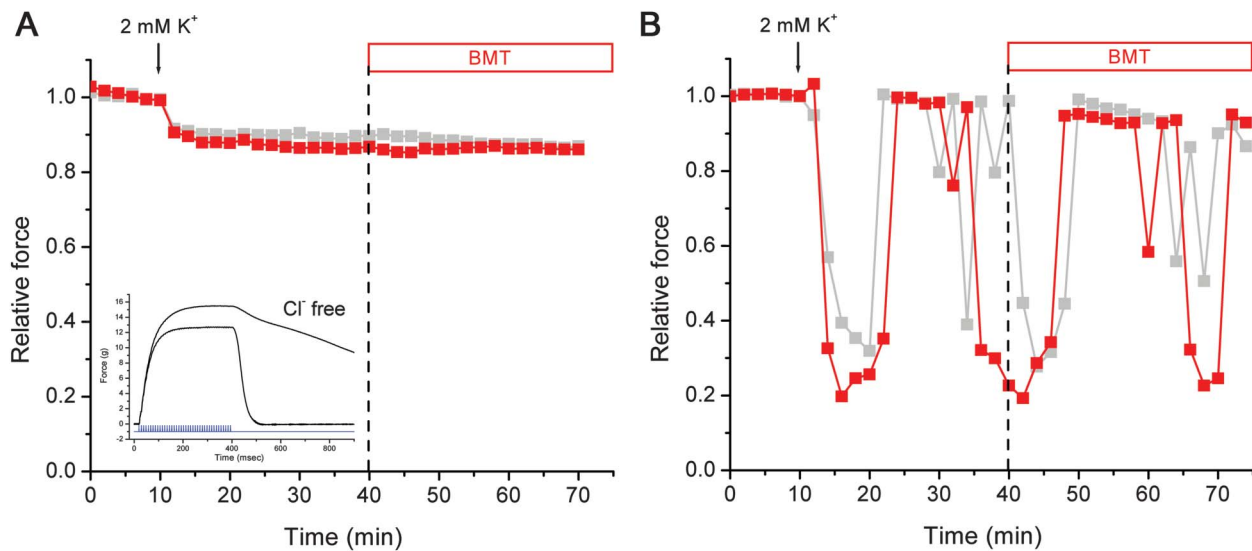 A
2 mM K⁺
BMT
Relative force
1.0
0.8
0.6
0.4
0.2
0.0
0 10 20 30 40 50 60 70
Time (min)
Cl⁻ free
Force (g)
16
14
12
10
8
6
4
2
0
-2
0 200 400 600 800
Time (msec)
B
2 mM K⁺
BMT
Relative force
1.0
0.8
0.6
0.4
0.2
0.0
0 10 20 30 40 50 60 70
Time (min)